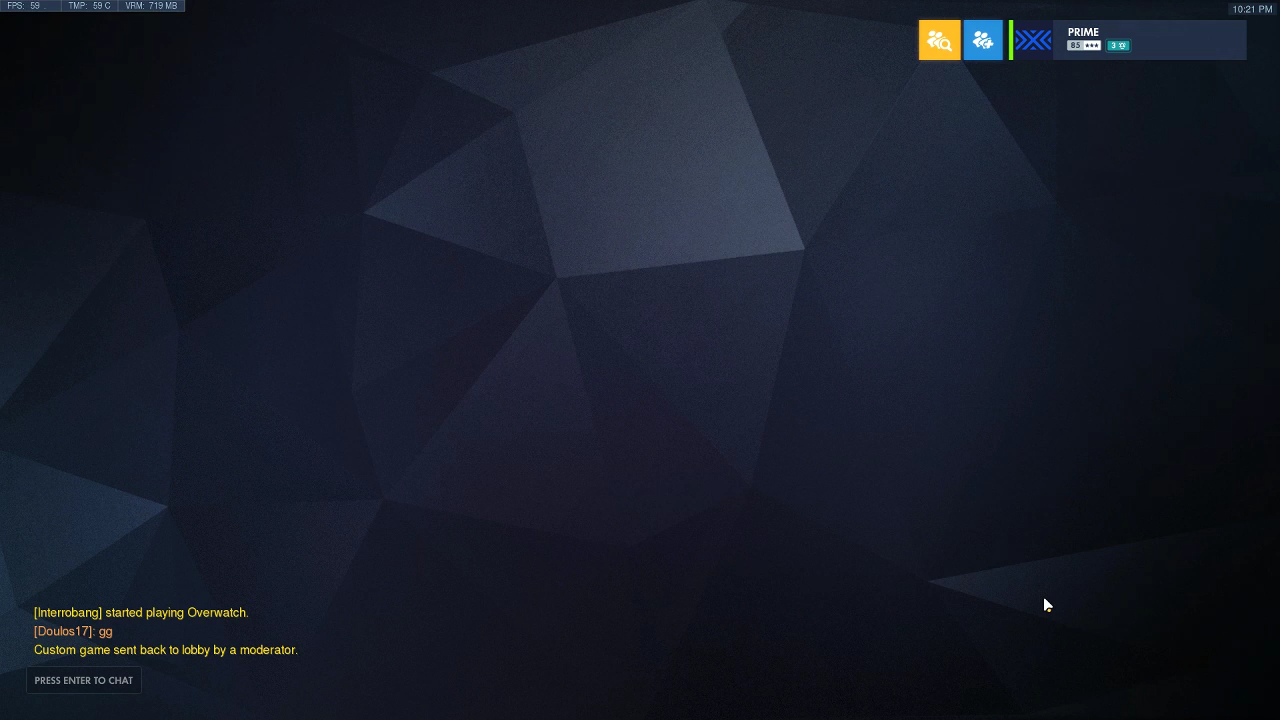 FPS: 59 TMP: 59 C VRM: 719 MB
10:21 PM
PRIME
85 3
[Interrobang] started playing Overwatch.
[Doulos17]: gg
Custom game sent back to lobby by a moderator.
PRESS ENTER TO CHAT